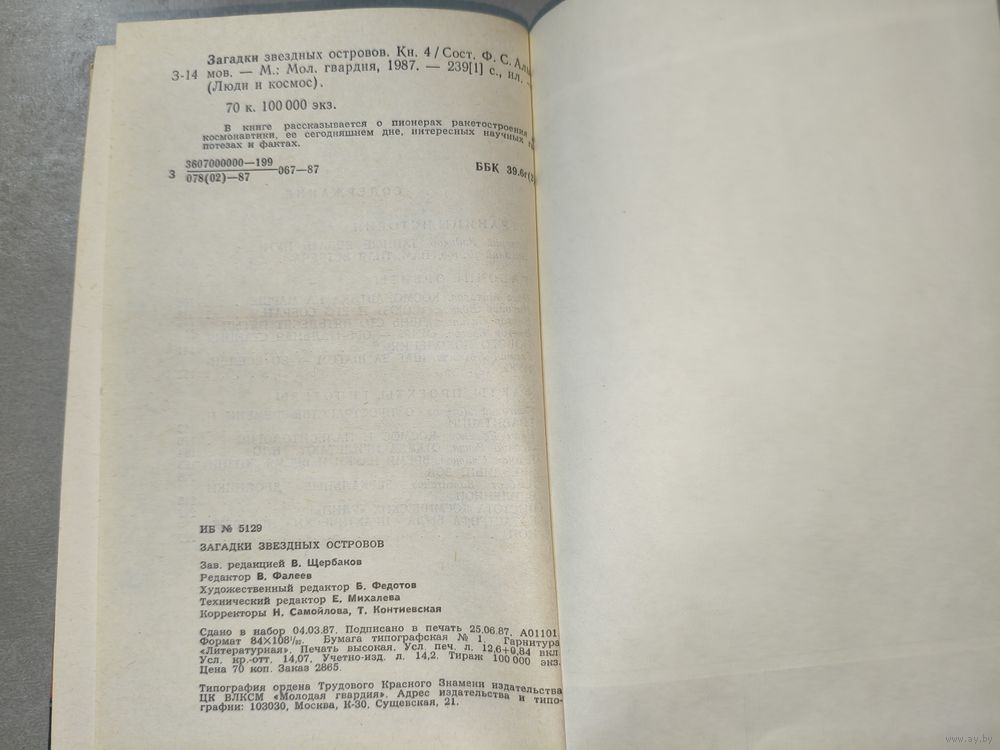 Загадки звездных островов. Кн. 4 / Сост. Ф. С.
З-14 мов. — М.: Мол. гвардия, 1987. — 239[1] с., ил. —
(Люди и космос).
70 к. 100 000 экз.
В книге рассказывается о пионерах ракетостроения
космонавтики, ее сегодняшнем дне, интересных научных
потезах и фактах.
З 3607000000—199
078(02)—87 067—87 ББК 39.6г(
ИБ № 5129
ЗАГАДКИ ЗВЕЗДНЫХ ОСТРОВОВ
Зав. редакцией В. Щербаков
Редактор В. Фалеев
Художественный редактор Б. Федотов
Технический редактор Е. Михалева
Корректоры Н. Самойлова, Т. Контиевская
Сдано в набор 04.03.87. Подписано в печать 25.06.87. А01101.
Формат 84×108¹/₃₂. Бумага типографская № 1. Гарнитура
«Литературная». Печать высокая. Усл. печ. л. 12,6+0,84 вкл.
Усл. кр.-отт. 14,07. Учетно-изд. л. 14,2. Тираж 100 000 экз.
Цена 70 коп. Заказ 2865.
Типография ордена Трудового Красного Знамени издательства
ЦК ВЛКСМ «Молодая гвардия». Адрес издательства и типо-
графии: 103030, Москва, К-30, Сущевская, 21.
www.ay.by